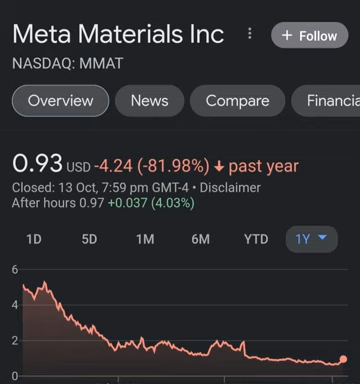 Meta Materials Inc
+ Follow
NASDAQ: MMAT
Overview News Compare Financia
0.93 USD -4.24 (-81.98%) ↓ past year
Closed: 13 Oct, 7:59 pm GMT-4 • Disclaimer
After hours 0.97 +0.037 (4.03%)
1D 5D 1M 6M YTD 1Y
6
4
2
0